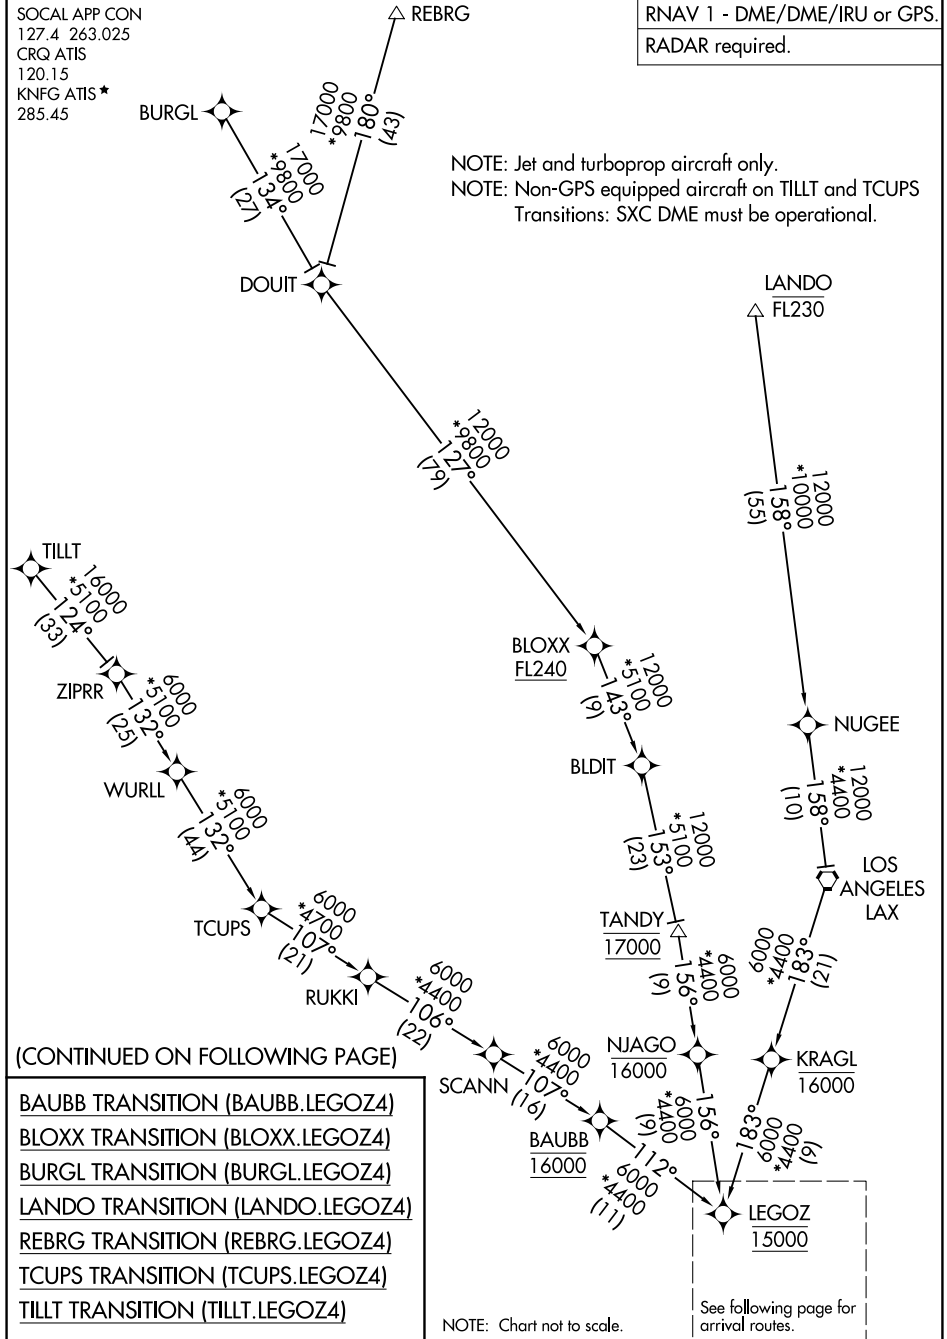 SOCAL APP CON
127.4 263.025
CRQ ATIS
120.15
KNFG ATIS★
285.45
RNAV 1 - DME/DME/IRU or GPS.
RADAR required.
REBRG
17000
*9800
180°
(43)
BURGL
17000
*9800
134°
(27)
NOTE: Jet and turboprop aircraft only.
NOTE: Non-GPS equipped aircraft on TILLT and TCUPS
Transitions: SXC DME must be operational.
DOUIT
LANDO
FL230
12000
*9800
127°
(79)
12000
*10000
158°
(55)
TILLT
16000
*5100
124°
(33)
ZIPRR
6000
*5100
132°
(25)
WURLL
6000
*5100
132°
(44)
TCUPS
6000
*4700
107°
(21)
RUKKI
6000
*4400
106°
(22)
SCANN
6000
*4400
107°
(16)
BAUBB
16000
112°
6000
*4400
(11)
BLOXX
FL240
12000
*5100
143°
(9)
BLDIT
12000
*5100
153°
(23)
TANDY
17000
6000
*4400
156°
(9)
NJAGO
16000
156°
6000
*4400
(9)
NUGEE
12000
*4400
158°
(10)
LOS
ANGELES
LAX
6000
*4400
183°
(21)
KRAGL
16000
183°
6000
*4400
(9)
LEGOZ
15000
See following page for
arrival routes.
(CONTINUED ON FOLLOWING PAGE)
BAUBB TRANSITION (BAUBB.LEGOZ4)
BLOXX TRANSITION (BLOXX.LEGOZ4)
BURGL TRANSITION (BURGL.LEGOZ4)
LANDO TRANSITION (LANDO.LEGOZ4)
REBRG TRANSITION (REBRG.LEGOZ4)
TCUPS TRANSITION (TCUPS.LEGOZ4)
TILLT TRANSITION (TILLT.LEGOZ4)
NOTE: Chart not to scale.